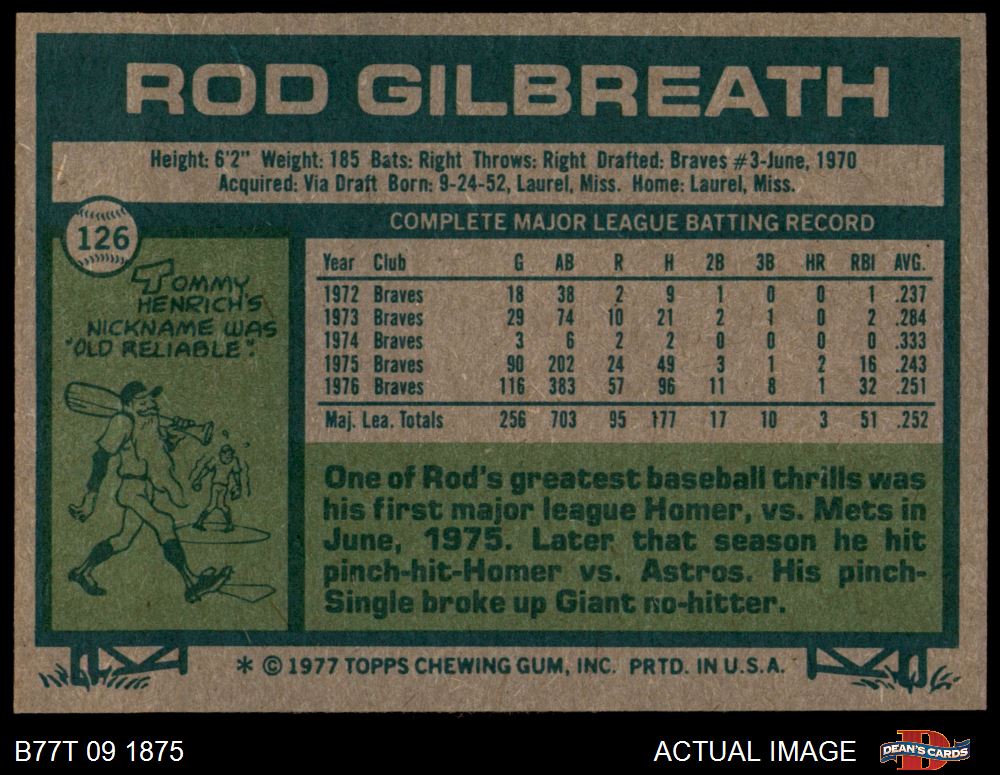 ROD GILBREATH
Height: 6'2" Weight: 185 Bats: Right Throws: Right Drafted: Braves #3-June, 1970
Acquired: Via Draft Born: 9-24-52, Laurel, Miss. Home: Laurel, Miss.
126
TOMMY
HENRICH'S
NICKNAME WAS
"OLD RELIABLE".
COMPLETE MAJOR LEAGUE BATTING RECORD
Year Club G AB R H 2B 3B HR RBI AVG.
1972 Braves 18 38 2 9 1 0 0 1 .237
1973 Braves 29 74 10 21 2 1 0 2 .284
1974 Braves 3 6 2 2 0 0 0 0 .333
1975 Braves 90 202 24 49 3 1 2 16 .243
1976 Braves 116 383 57 96 11 8 1 32 .251
Maj. Lea. Totals 256 703 95 177 17 10 3 51 .252
One of Rod's greatest baseball thrills was
his first major league Homer, vs. Mets in
June, 1975. Later that season he hit
pinch-hit-Homer vs. Astros. His pinch-
Single broke up Giant no-hitter.
* © 1977 TOPPS CHEWING GUM, INC. PRTD. IN U.S.A.
B77T 09 1875
ACTUAL IMAGE
D
DEAN'S CARDS